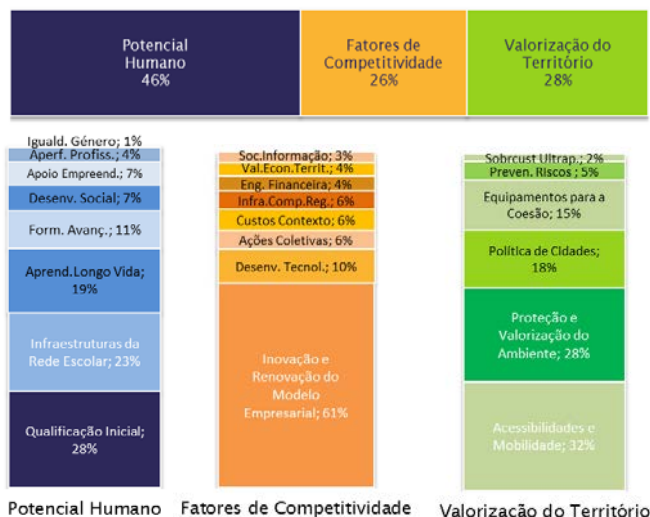 Potencial
Humano
46%
Fatores de
Competitividade
26%
Valorização do
Território
28%
Iguald. Género; 1%
Aperf. Profiss.; 4%
Apoio Empreend.; 7%
Desenv. Social; 7%
Form. Avanç.; 11%
Aprend.Longo Vida;
19%
Infraestruturas da
Rede Escolar; 23%
Qualificação Inicial;
28%
Potencial Humano
Soc.Informação; 3%
Val.Econ.Territ.; 4%
Eng. Financeira; 4%
Infra.Comp.Reg.; 6%
Custos Contexto; 6%
Ações Coletivas; 6%
Desenv. Tecnol.; 10%
Inovação e
Renovação do
Modelo
Empresarial; 61%
Fatores de Competitividade
Sobrcust Ultrap.; 2%
Preven. Riscos ; 5%
Equipamentos para a
Coesão; 15%
Política de Cidades;
18%
Proteção e
Valorização do
Ambiente; 28%
Acessibilidades e
Mobilidade; 32%
Valorização do Território